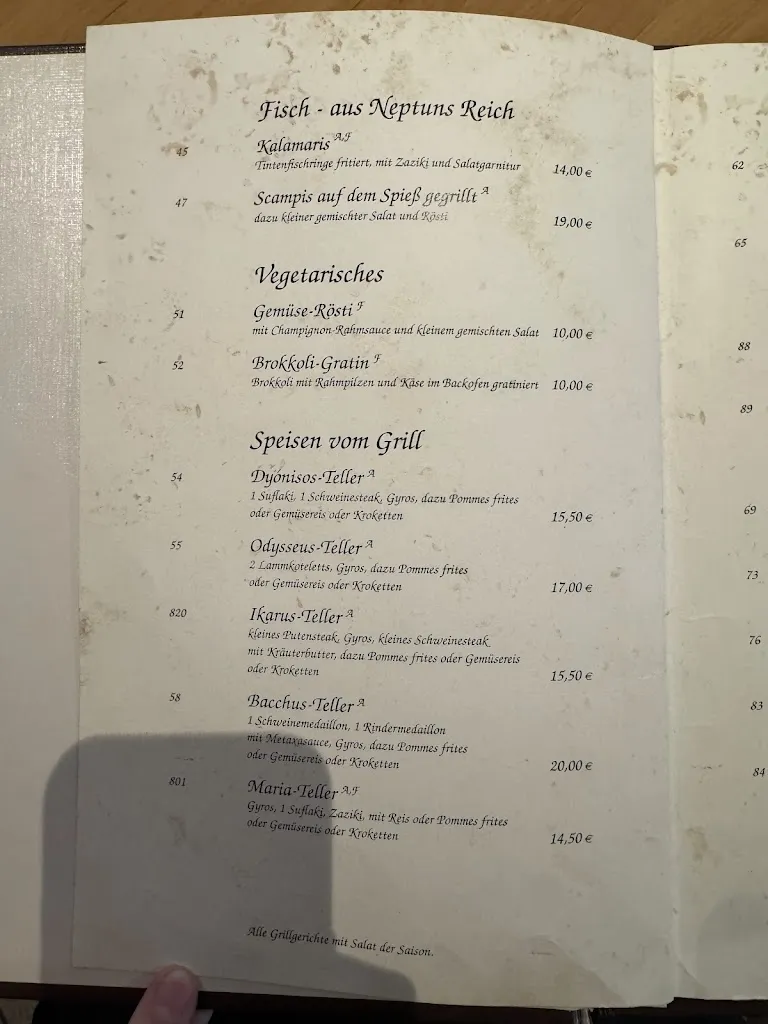 Fisch - aus Neptuns Reich
45 Kalamaris A,F
Tintenfischringe fritiert, mit Zaziki und Salatgarnitur 14,00 €
47 Scampis auf dem Spieß gegrillt A
dazu kleiner gemischter Salat und Rösti 19,00 €
Vegetarisches
51 Gemüse-Rösti F
mit Champignon-Rahmsauce und kleinem gemischten Salat 10,00 €
52 Brokkoli-Gratin F
Brokkoli mit Rahmpilzen und Käse im Backofen gratiniert 10,00 €
Speisen vom Grill
54 Dyonisos-Teller A
1 Suflaki, 1 Schweinesteak, Gyros, dazu Pommes frites
oder Gemüsereis oder Kroketten 15,50 €
55 Odysseus-Teller A
2 Lammkoteletts, Gyros, dazu Pommes frites
oder Gemüsereis oder Kroketten 17,00 €
820 Ikarus-Teller A
kleines Putensteak, Gyros, kleines Schweinesteak
mit Kräuterbutter, dazu Pommes frites oder Gemüsereis
oder Kroketten 15,50 €
58 Bacchus-Teller A
1 Schweinemedaillon, 1 Rindermedaillon
mit Metaxasauce, Gyros, dazu Pommes frites
oder Gemüsereis oder Kroketten 20,00 €
801 Maria-Teller A,F
Gyros, 1 Suflaki, Zaziki, mit Reis oder Pommes frites
oder Gemüsereis oder Kroketten 14,50 €
Alle Grillgerichte mit Salat der Saison.
62
65
88
89
69
73
76
83
84